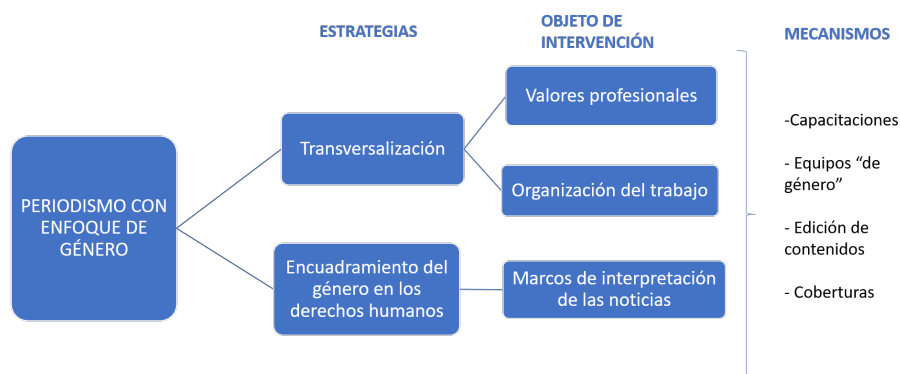 ESTRATEGIAS
OBJETO DE
INTERVENCIÓN
MECANISMOS
PERIODISMO CON
ENFOQUE DE
GÉNERO
Transversalización
Valores profesionales
Organización del trabajo
Encuadramiento del
género en los
derechos humanos
Marcos de interpretación
de las noticias
-Capacitaciones
- Equipos “de
género”
- Edición de
contenidos
- Coberturas